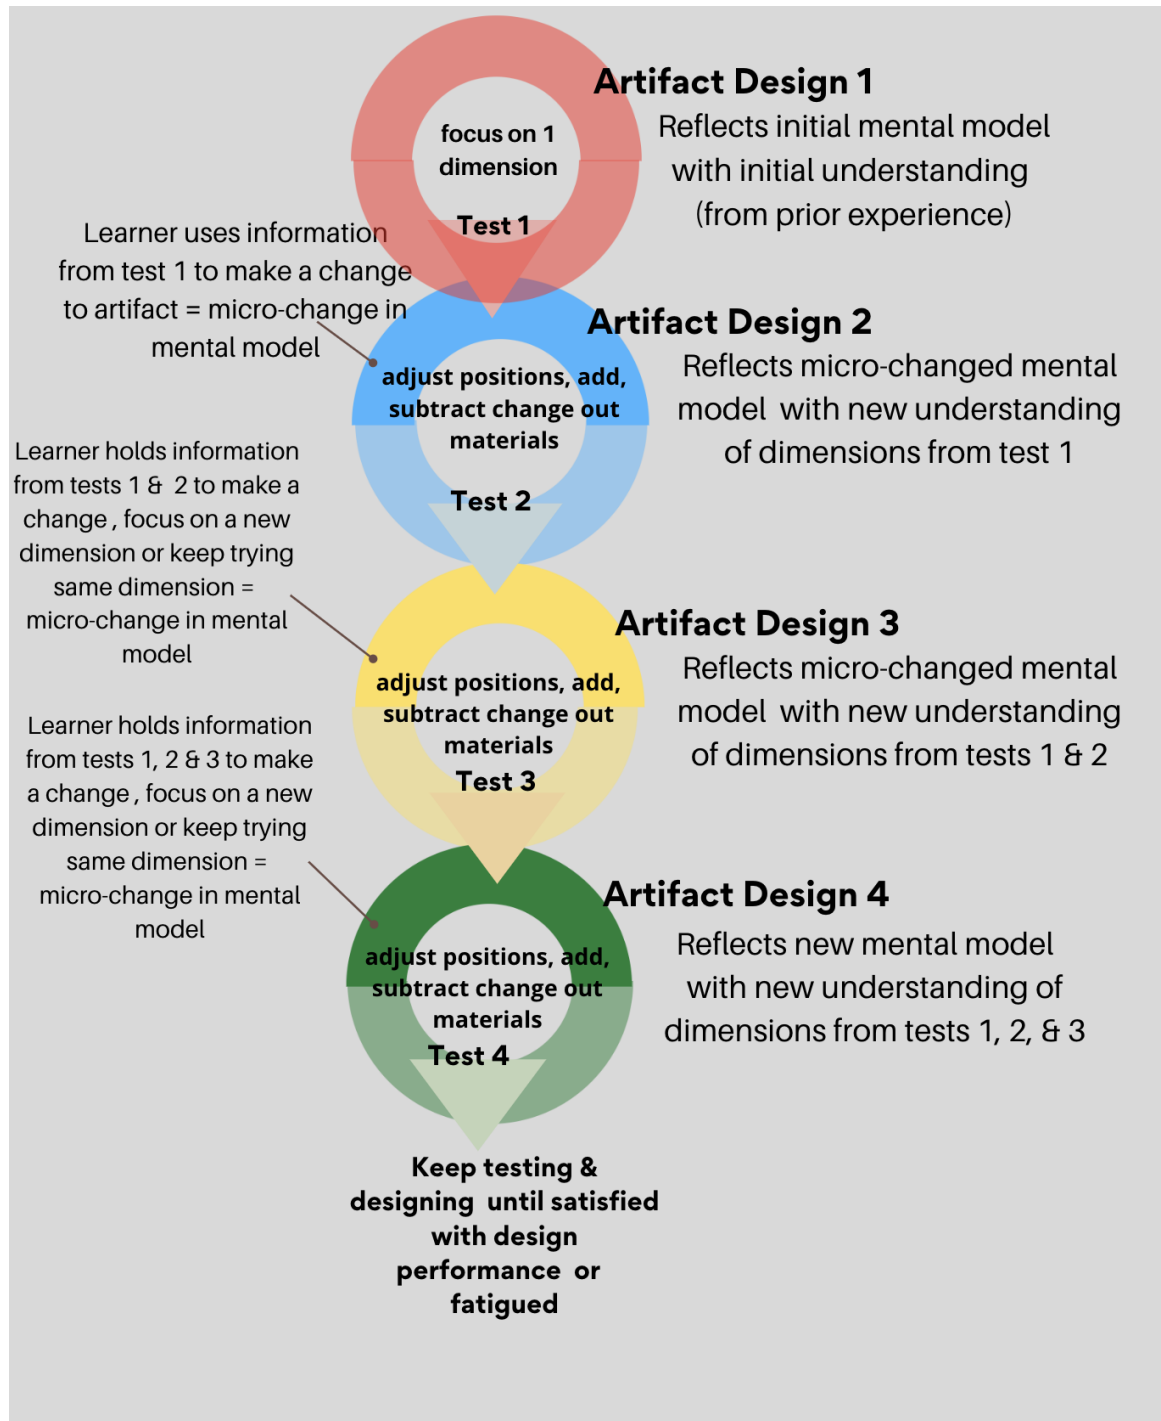 Artifact Design 1
Reflects initial mental model
with initial understanding
(from prior experience)
focus on 1
dimension
Test 1
Learner uses information
from test 1 to make a change
to artifact = micro-change in
mental model
Artifact Design 2
Reflects micro-changed mental
model with new understanding
of dimensions from test 1
adjust positions, add,
subtract change out
materials
Test 2
Learner holds information
from tests 1 & 2 to make a
change , focus on a new
dimension or keep trying
same dimension =
micro-change in mental
model
Artifact Design 3
Reflects micro-changed mental
model with new understanding
of dimensions from tests 1 & 2
adjust positions, add,
subtract change out
materials
Test 3
Learner holds information
from tests 1, 2 & 3 to make
a change , focus on a new
dimension or keep trying
same dimension =
micro-change in mental
model
Artifact Design 4
Reflects new mental model
with new understanding of
dimensions from tests 1, 2, & 3
adjust positions, add,
subtract change out
materials
Test 4
Keep testing &
designing until satisfied
with design
performance or
fatigued